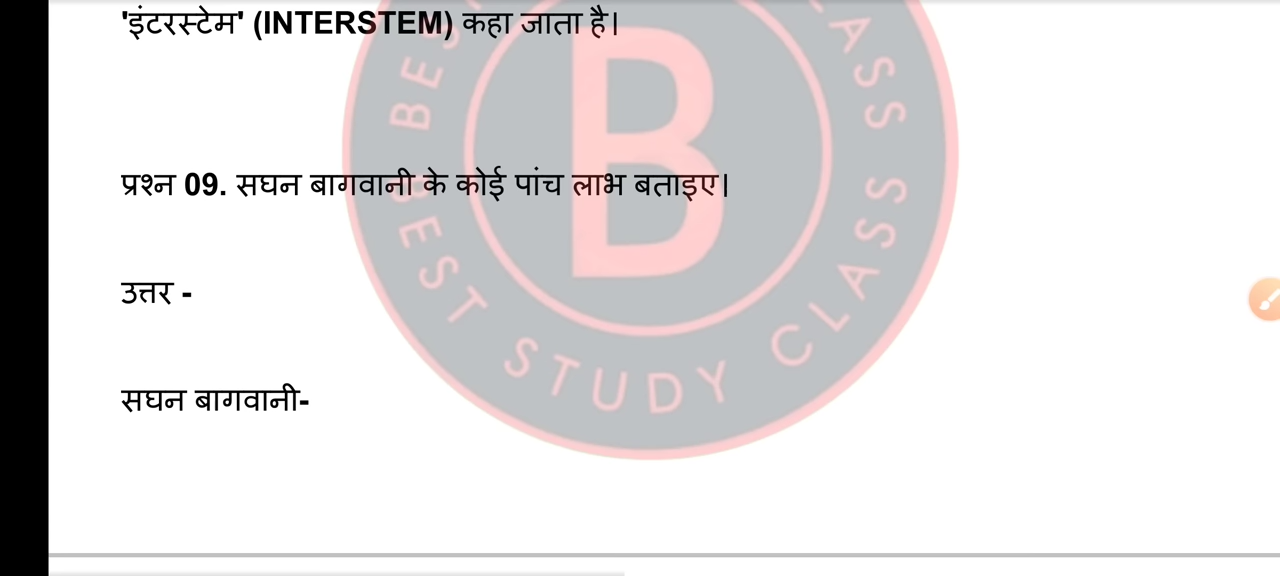 'इंटरस्टेम' (INTERSTEM) कहा जाता है।
प्रश्न 09. सघन बागवानी के कोई पांच लाभ बताइए।
उत्तर -
सघन बागवानी-
B
BEST STUDY CLASS